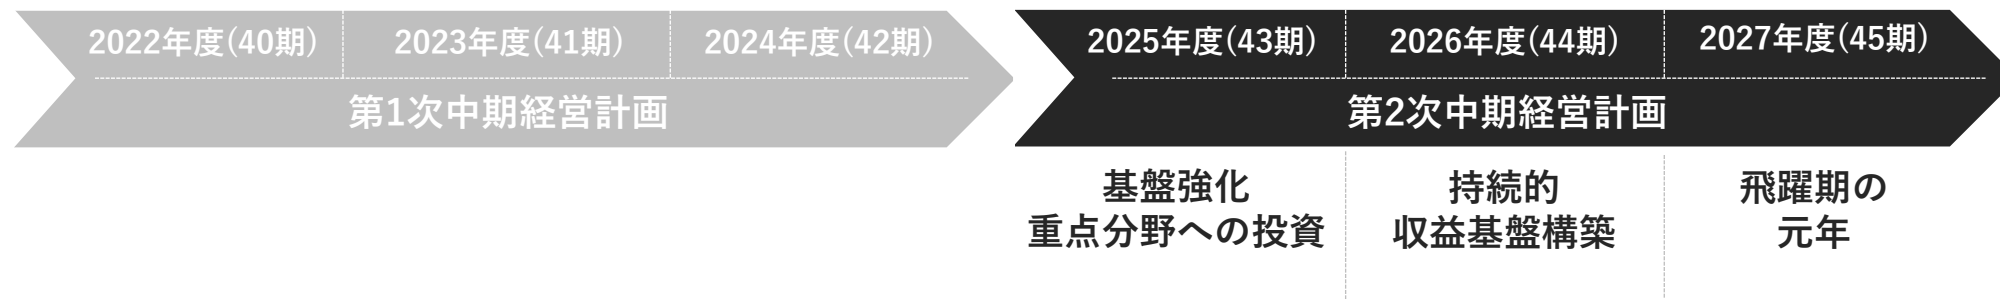 2022年度(40期)
2023年度(41期)
2024年度(42期)
第1次中期経営計画
2025年度(43期)
2026年度(44期)
2027年度(45期)
第2次中期経営計画
基盤強化
重点分野への投資
持続的
収益基盤構築
飛躍期の
元年